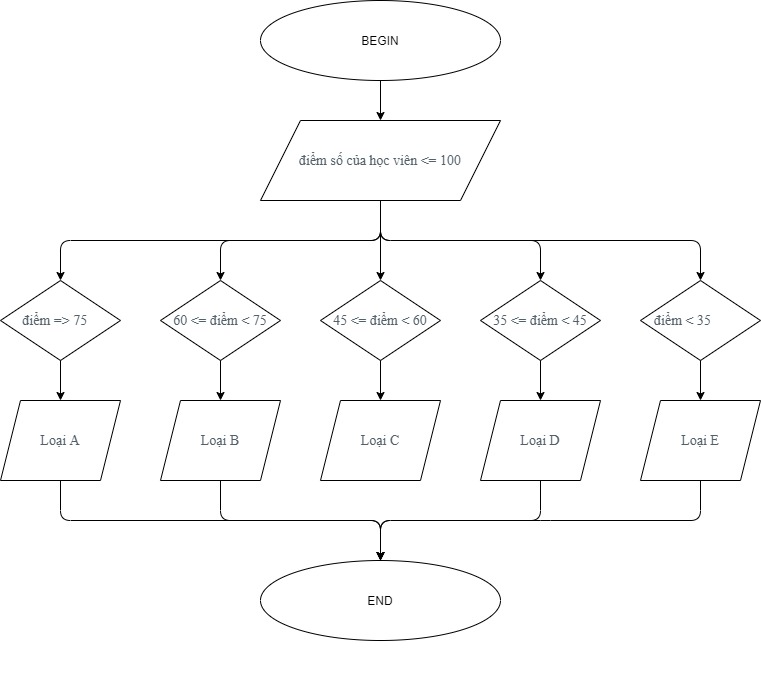 BEGIN
điểm số của học viên <= 100
điểm => 75
60 <= điểm < 75
45 <= điểm < 60
35 <= điểm < 45
điểm < 35
Loại A
Loại B
Loại C
Loại D
Loại E
END